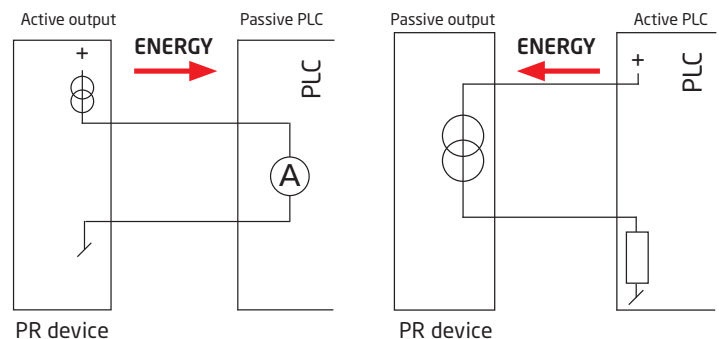 Active output
Passive PLC
ENERGY
+
PLC
A
PR device
Passive output
Active PLC
ENERGY
+
PLC
PR device